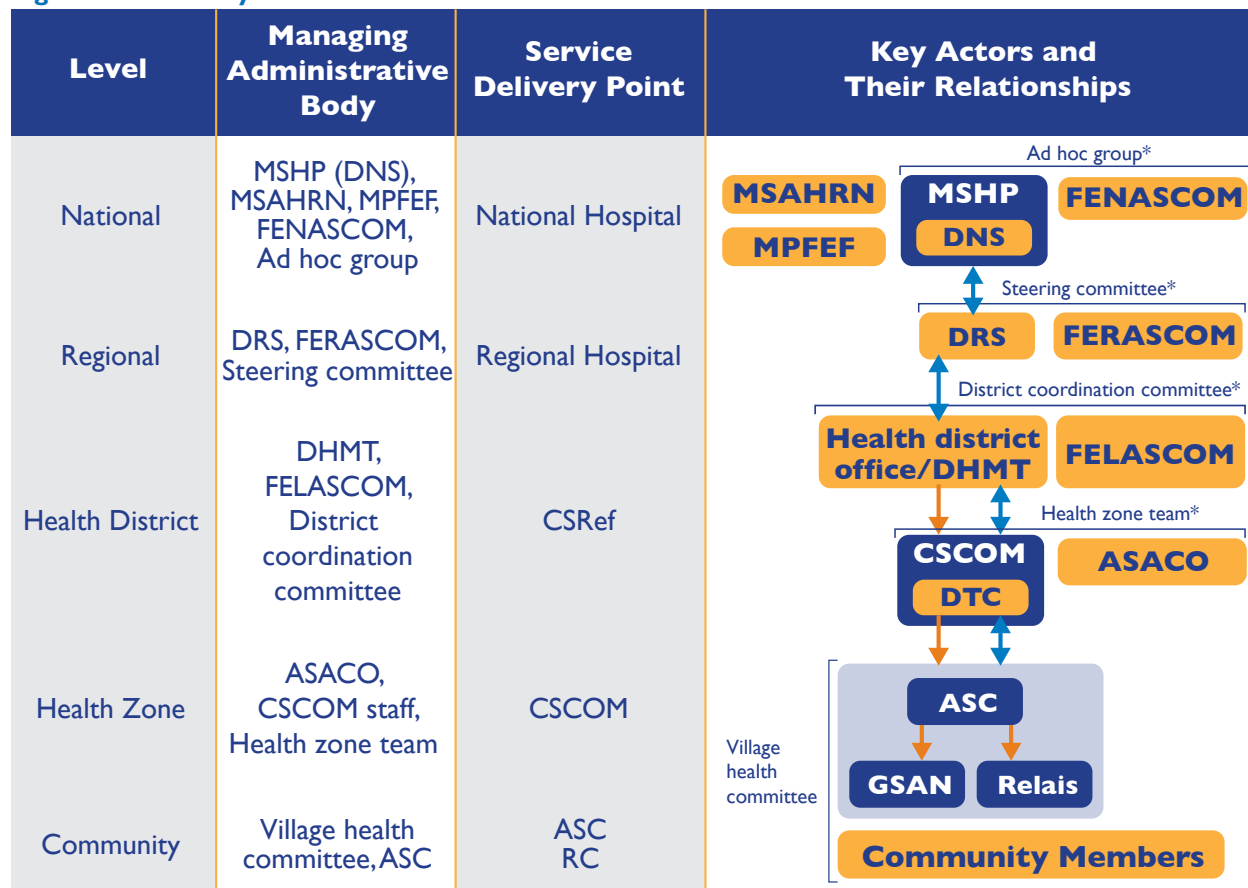 Level
Managing
Administrative
Body
Service
Delivery Point
Key Actors and
Their Relationships
National
MSHP (DNS),
MSAHRN, MPFEF,
FENASCOM,
Ad hoc group
National Hospital
Ad hoc group*
MSAHRN
MSHP
FENASCOM
MPFEF
DNS
Steering committee*
Regional
DRS, FERASCOM,
Steering committee
Regional Hospital
DRS
FERASCOM
District coordination committee*
Health District
DHMT,
FELASCOM,
District
coordination
committee
CSRef
Health district
office/DHMT
FELASCOM
Health zone team*
CSCOM
ASACO
DTC
Health Zone
ASACO,
CSCOM staff,
Health zone team
CSCOM
ASC
Village
health
committee
GSAN
Relais
Community
Village health
committee, ASC
ASC
RC
Community Members